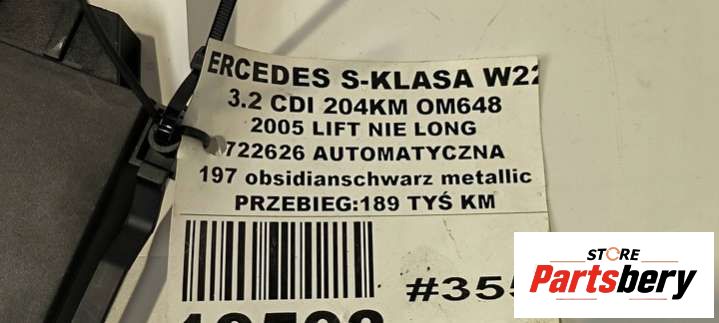 ERCEDES S-KLASA W22
3.2 CDI 204KM OM648
2005 LIFT NIE LONG
722626 AUTOMATYCZNA
197 obsidianschwarz metallic
PRZEBIEG:189 TYŚ KM
#355
STORE
Partsbery